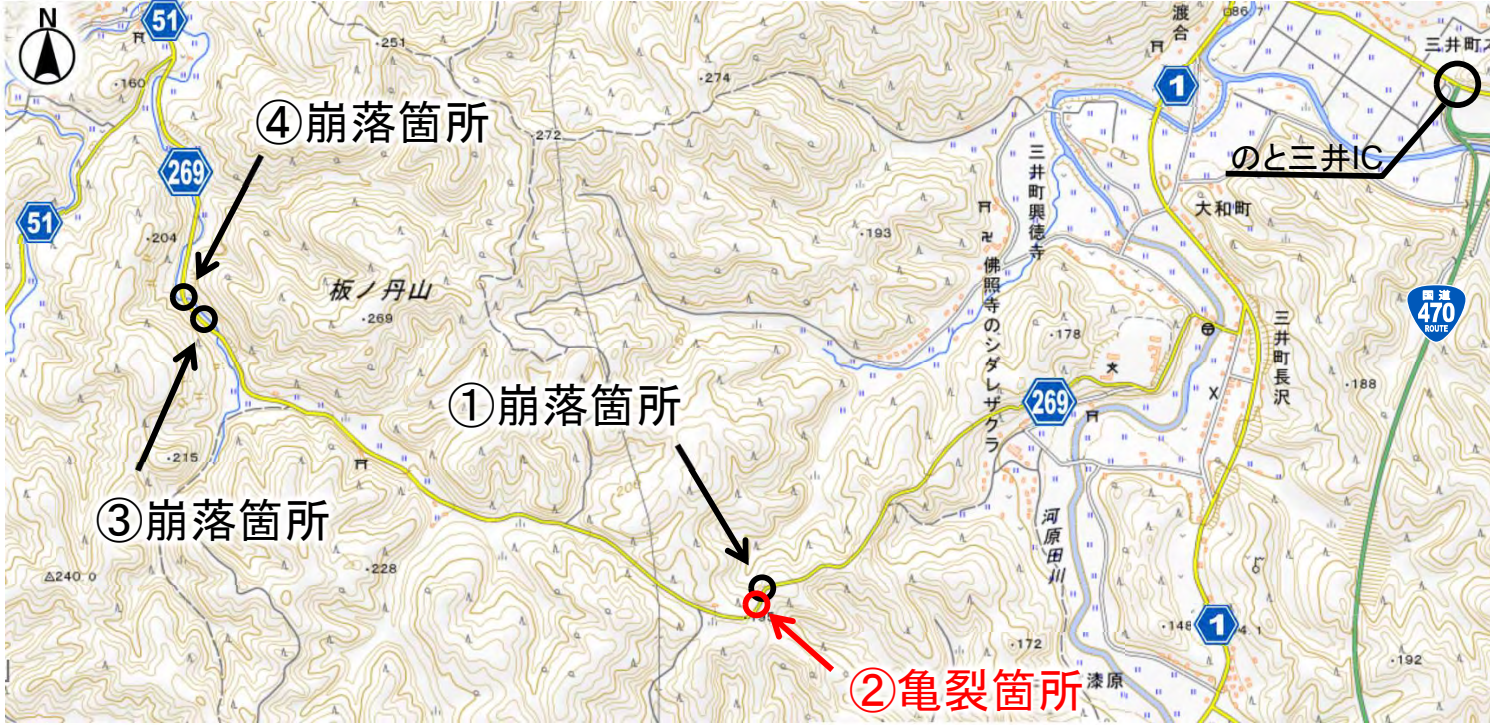 N
51
・251
渡合
三井町
・160
・274
1
④崩落箇所
・272
のと三井IC
269
三井町興徳寺
51
大和町
・204
・193
板ノ丹山
・269
佛照寺のシダレザクラ
国道
470
ROUTE
・178
三井町長沢
①崩落箇所
・188
269
・215
200
③崩落箇所
河原田川
△240.0
・228
・148
1
・172
・192
②亀裂箇所
漆原